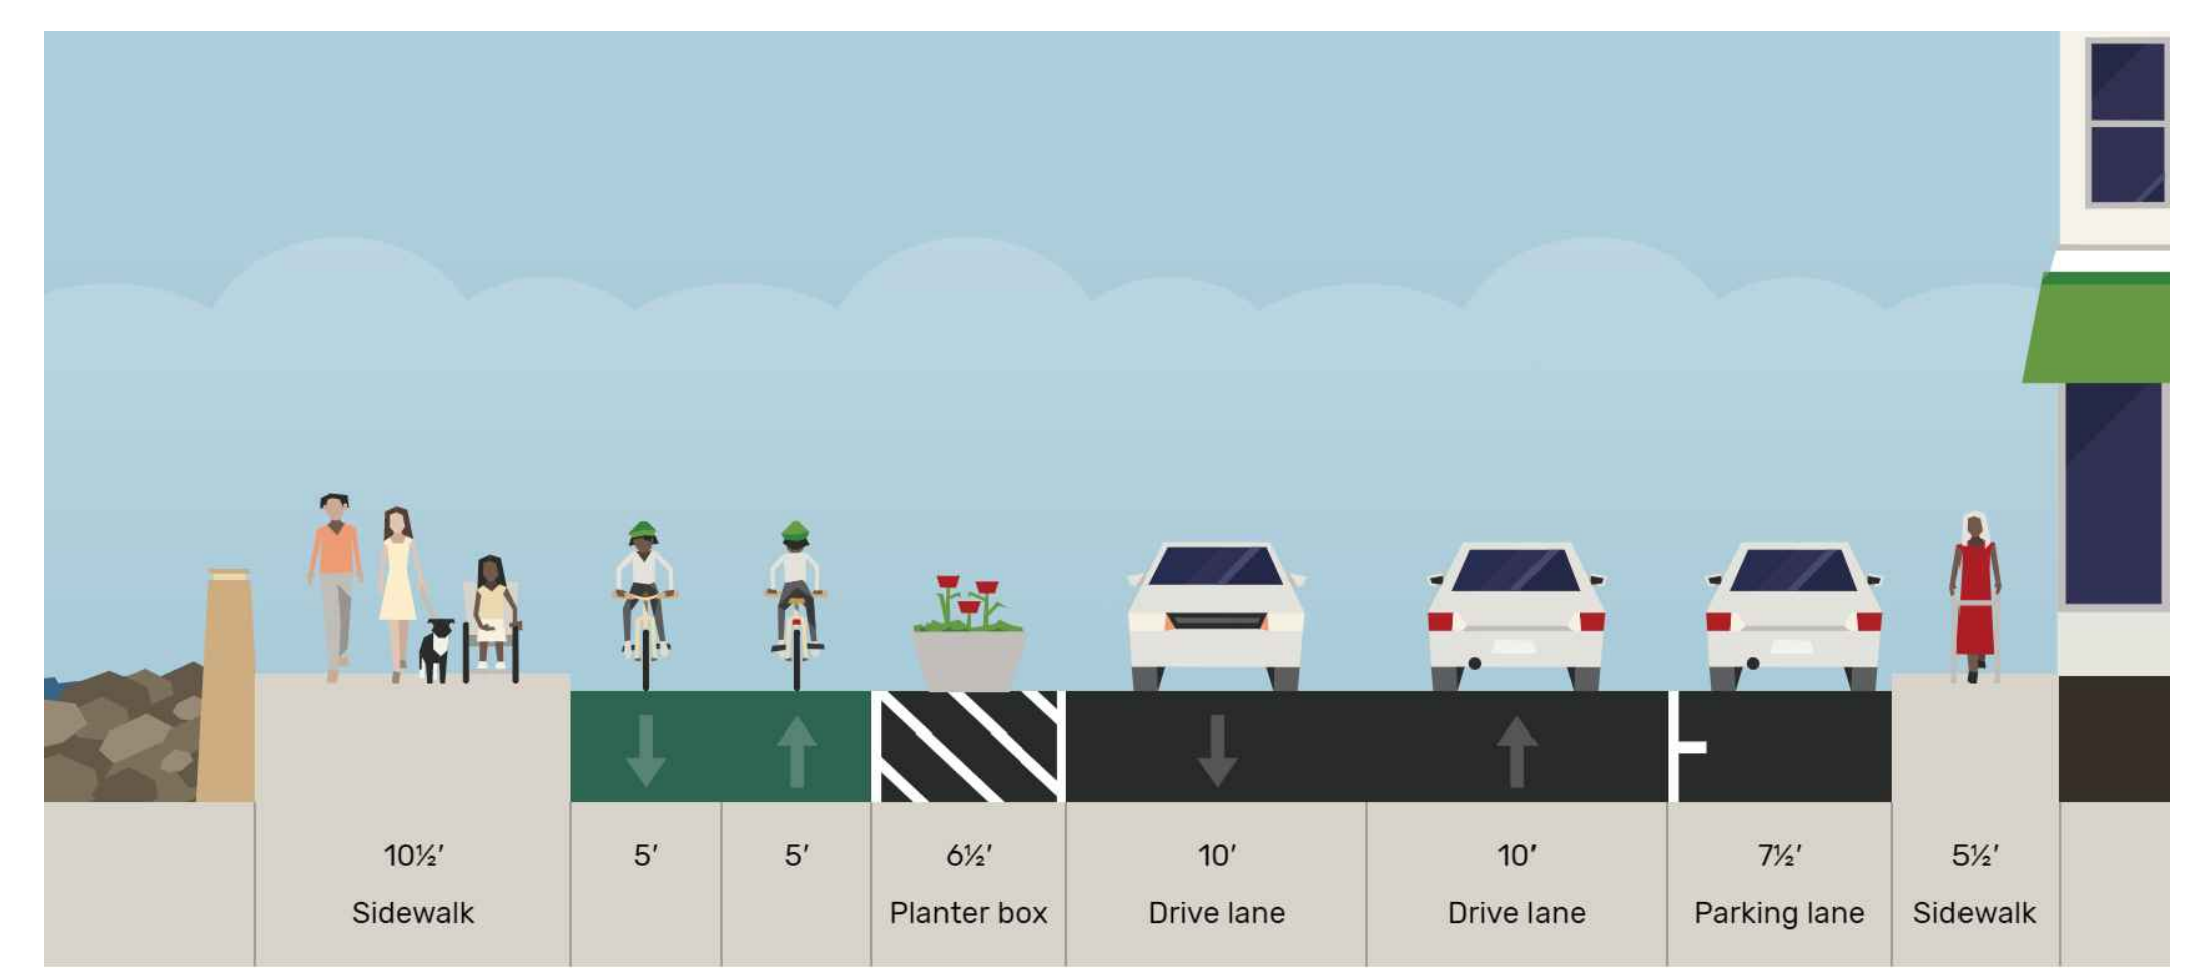 10½′
5′
5′
6½′
10′
10′
7½′
5½′
Sidewalk
Planter box
Drive lane
Drive lane
Parking lane
Sidewalk